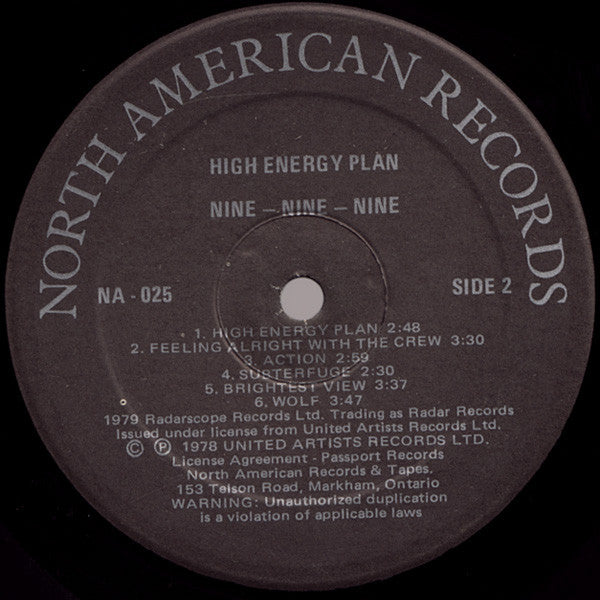 NORTH AMERICAN RECORDS
HIGH ENERGY PLAN
NINE – NINE – NINE
NA - 025
SIDE 2
1. HIGH ENERGY PLAN 2:48
2. FEELING ALRIGHT WITH THE CREW 3:30
3. ACTION 2:59
4. SUBTERFUGE 2:30
5. BRIGHTEST VIEW 3:37
6. WOLF 3:47
1979 Radarscope Records Ltd. Trading as Radar Records
Issued under license from United Artists Records Ltd.
© ℗ 1978 UNITED ARTISTS RECORDS LTD.
License Agreement - Passport Records
North American Records & Tapes.
153 Telson Road, Markham, Ontario
WARNING: Unauthorized duplication
is a violation of applicable laws